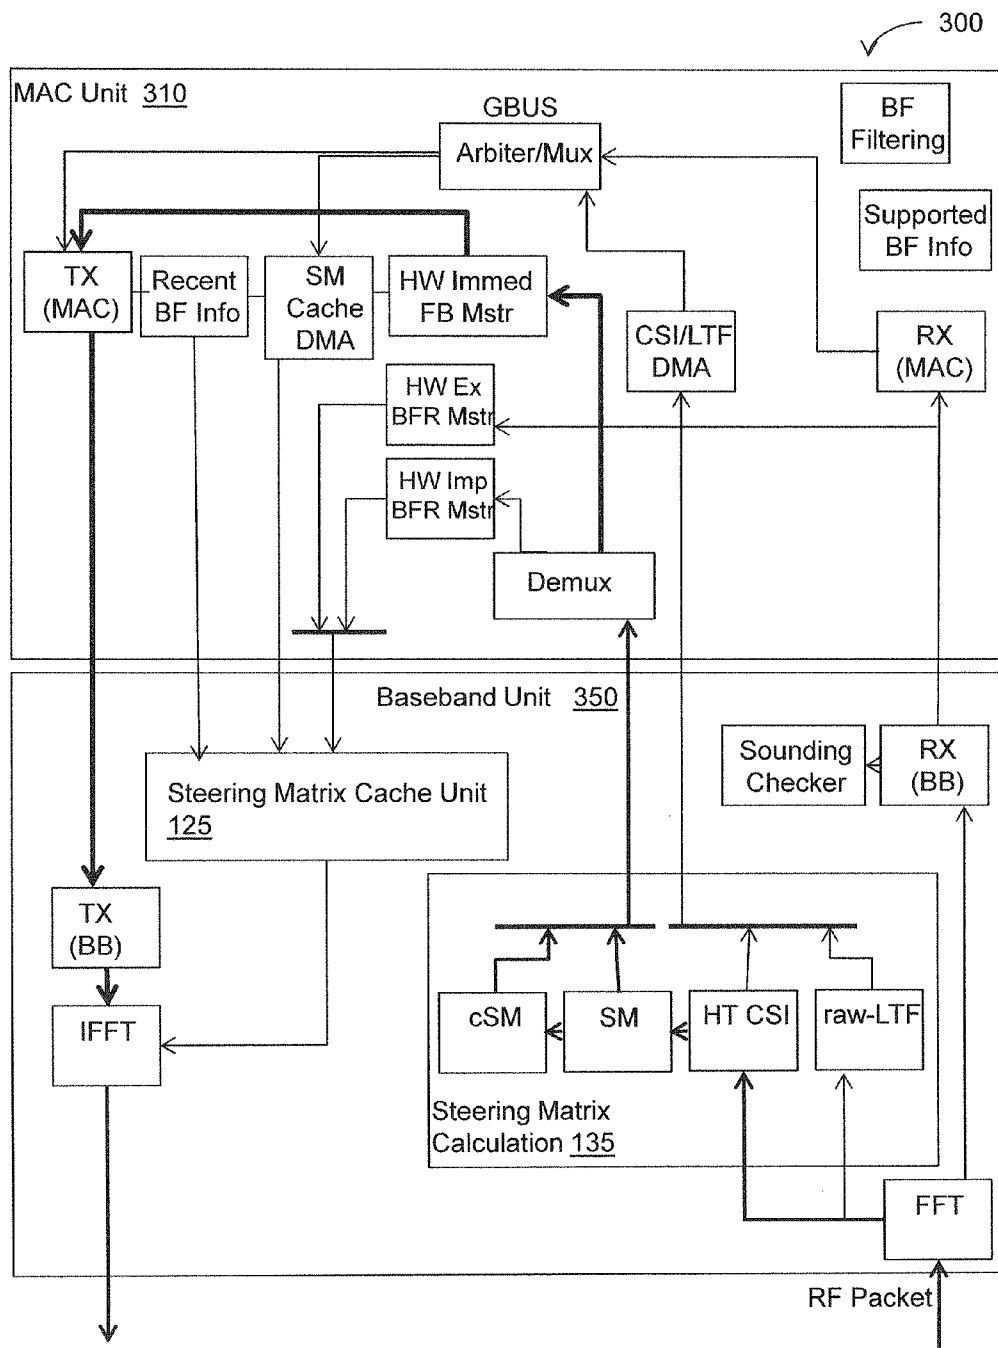 300
MAC Unit 310
GBUS
Arbiter/Mux
BF
Filtering
Supported
BF Info
TX
(MAC)
Recent
BF Info
SM
Cache
DMA
HW Immed
FB Mstr
CSI/LTF
DMA
RX
(MAC)
HW Ex
BFR Mstr
HW Imp
BFR Mstr
Demux
Baseband Unit 350
Steering Matrix Cache Unit
125
Sounding
Checker
RX
(BB)
TX
(BB)
IFFT
cSM
SM
HT CSI
raw-LTF
Steering Matrix
Calculation 135
FFT
RF Packet